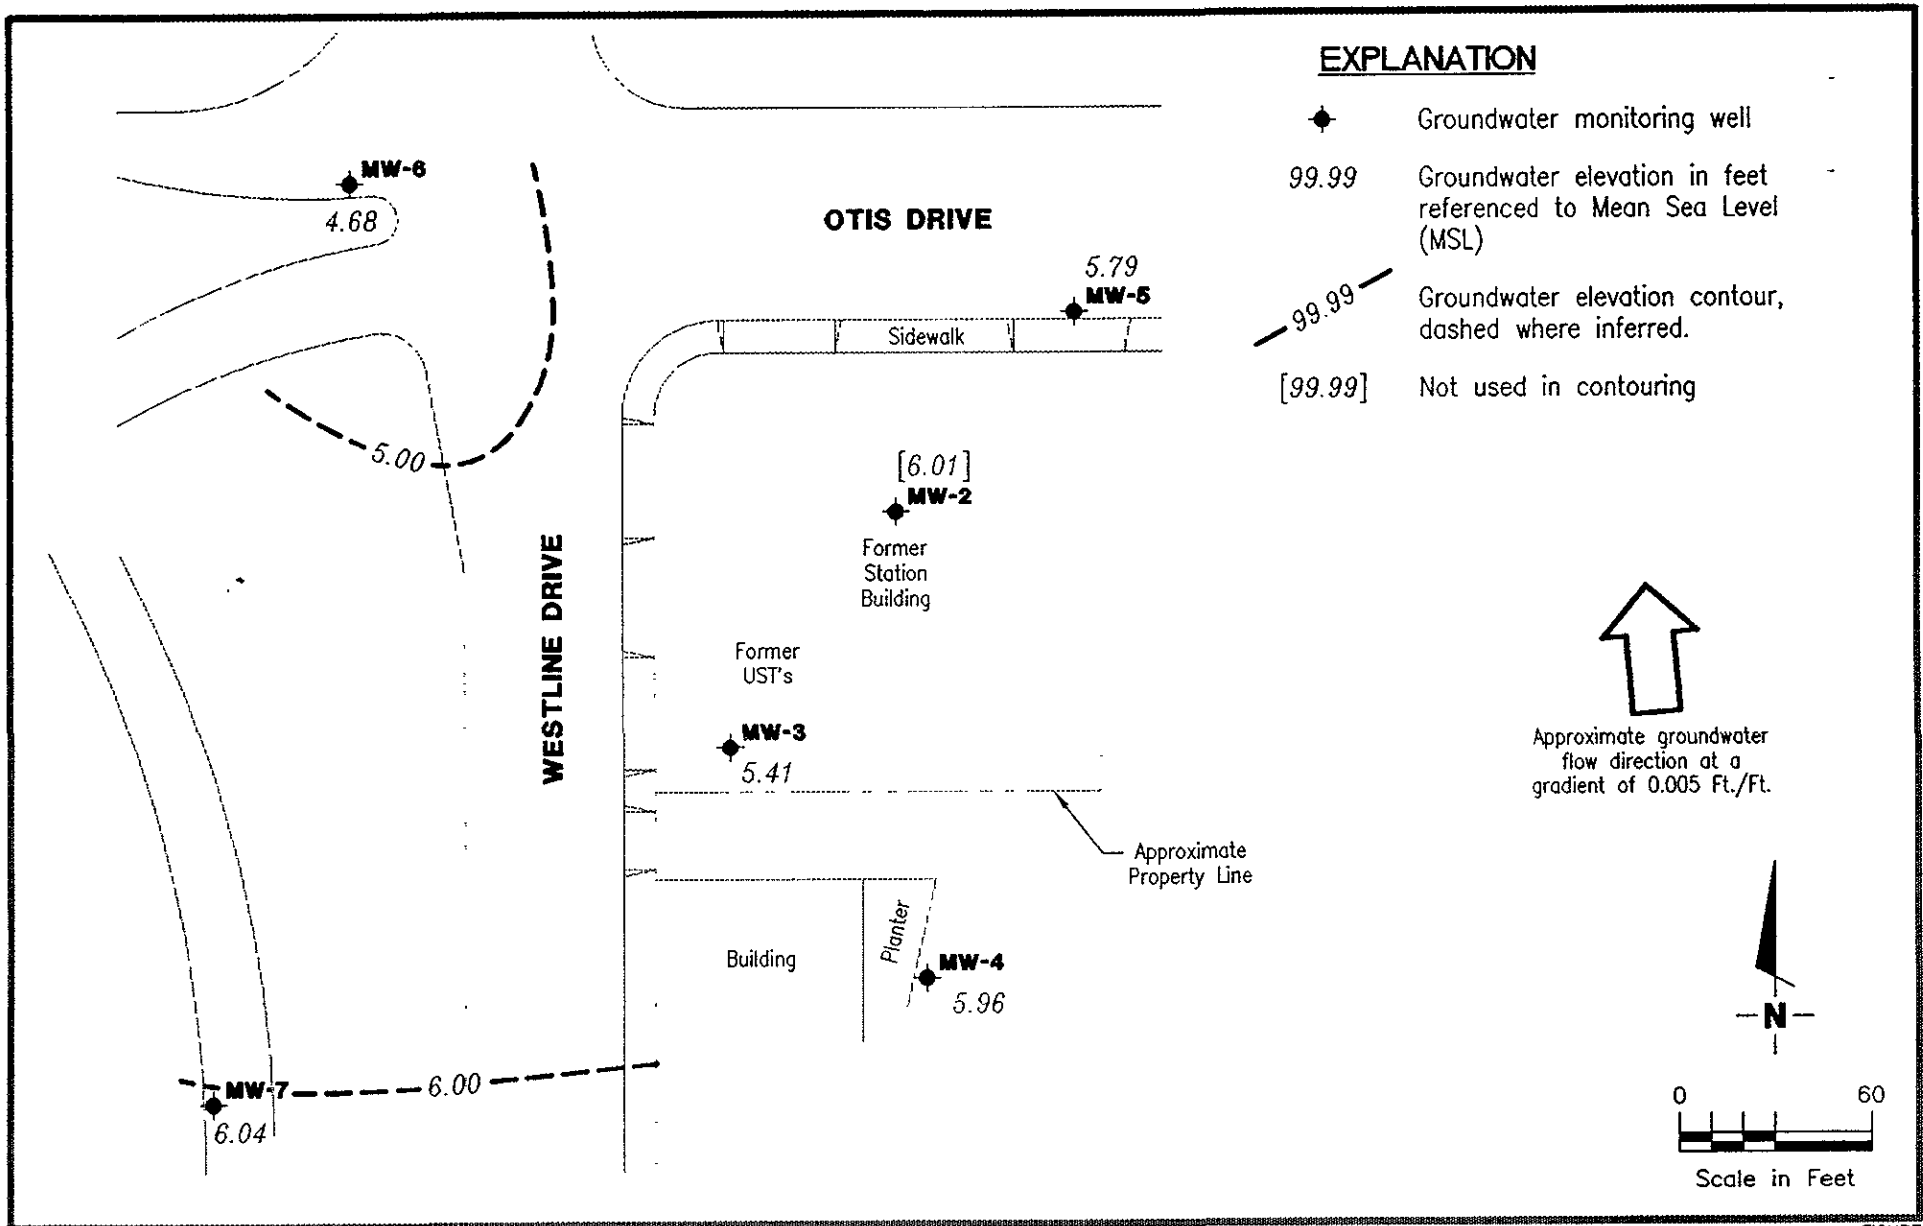 EXPLANATION
Groundwater monitoring well
99.99
Groundwater elevation in feet
referenced to Mean Sea Level
(MSL)
99.99
Groundwater elevation contour,
dashed where inferred.
[99.99]
Not used in contouring
MW-6
4.68
OTIS DRIVE
5.79
MW-5
Sidewalk
5.00
[6.01]
MW-2
Former
Station
Building
WESTLINE DRIVE
Former
UST's
MW-3
5.41
Approximate groundwater
flow direction at a
gradient of 0.005 Ft./Ft.
Approximate
Property Line
Building
Planter
MW-4
5.96
MW-7
6.00
6.04
N
0 60
Scale in Feet